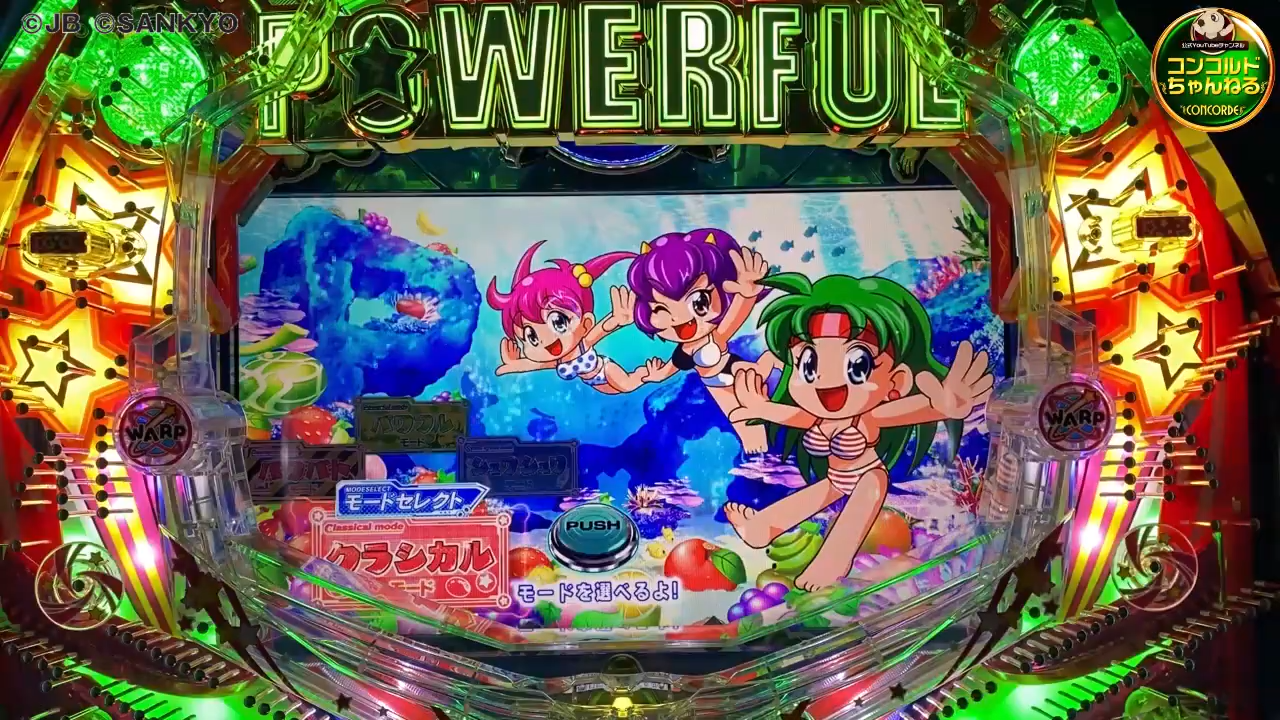 ©JB ©SANKYO
POWERFUL
公式YouTubeチャンネル
コンコルド
ちゃんねる
CONCORDE
WARP
WARP
パワフル
モード
MODESELECT
モードセレクト
Classical mode
クラシカル
モード
PUSH
モードを選べるよ!